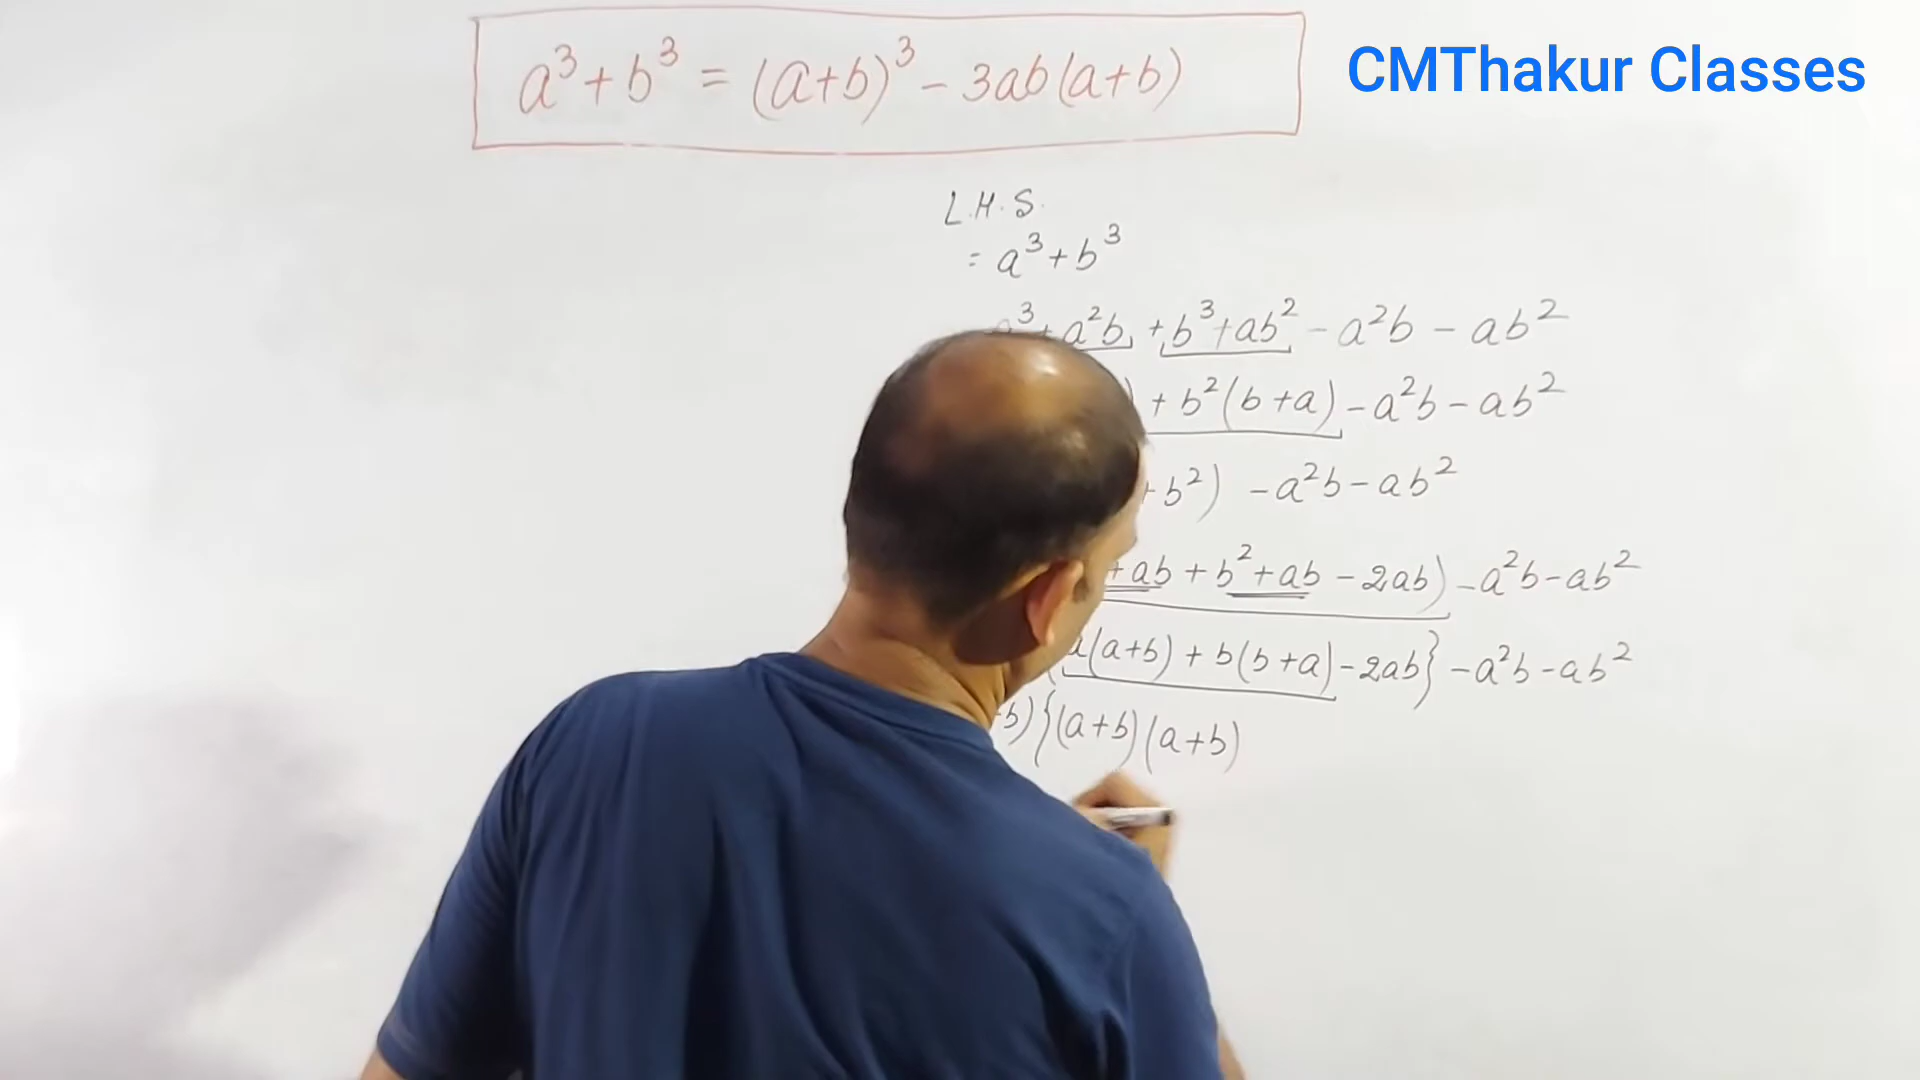 a³+b³ = (a+b)³ - 3ab(a+b)
CMThakur Classes
L.H.S.
= a³+b³
a³+a²b + b³+ab² - a²b - ab²
) + b²(b+a) - a²b - ab²
+b²) - a²b - ab²
+ab + b²+ab - 2ab) - a²b - ab²
a(a+b) + b(b+a) - 2ab} - a²b - ab²
+b){(a+b)(a+b)